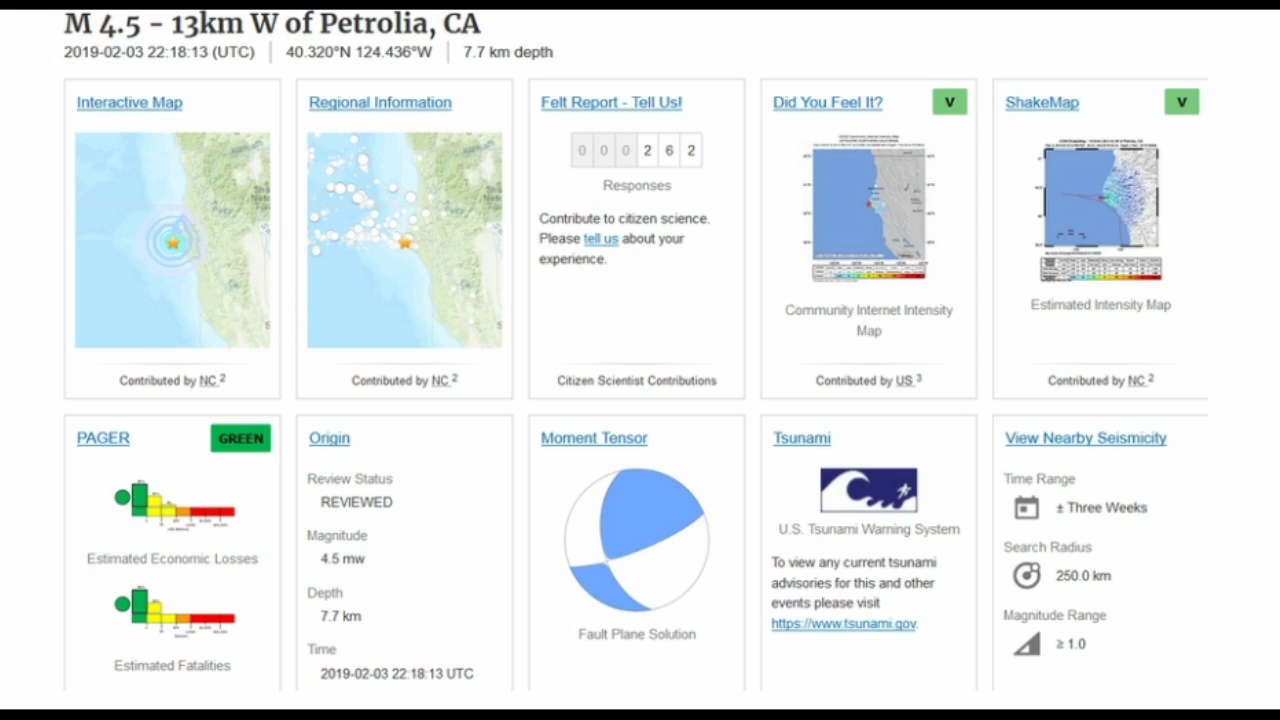 M 4.5 - 13km W of Petrolia, CA
2019-02-03 22:18:13 (UTC) | 40.320°N 124.436°W | 7.7 km depth
Interactive Map
Contributed by NC 2
Regional Information
Contributed by NC 2
Felt Report - Tell Us!
0 0 0 2 6 2
Responses
Contribute to citizen science.
Please tell us about your
experience.
Citizen Scientist Contributions
Did You Feel It?
V
Community Internet Intensity
Map
Contributed by US 3
ShakeMap
V
Estimated Intensity Map
Contributed by NC 2
PAGER
GREEN
Estimated Economic Losses
Estimated Fatalities
Origin
Review Status
REVIEWED
Magnitude
4.5 mw
Depth
7.7 km
Time
2019-02-03 22:18:13 UTC
Moment Tensor
Fault Plane Solution
Tsunami
U.S. Tsunami Warning System
To view any current tsunami
advisories for this and other
events please visit
https://www.tsunami.gov.
View Nearby Seismicity
Time Range
± Three Weeks
Search Radius
250.0 km
Magnitude Range
≥ 1.0